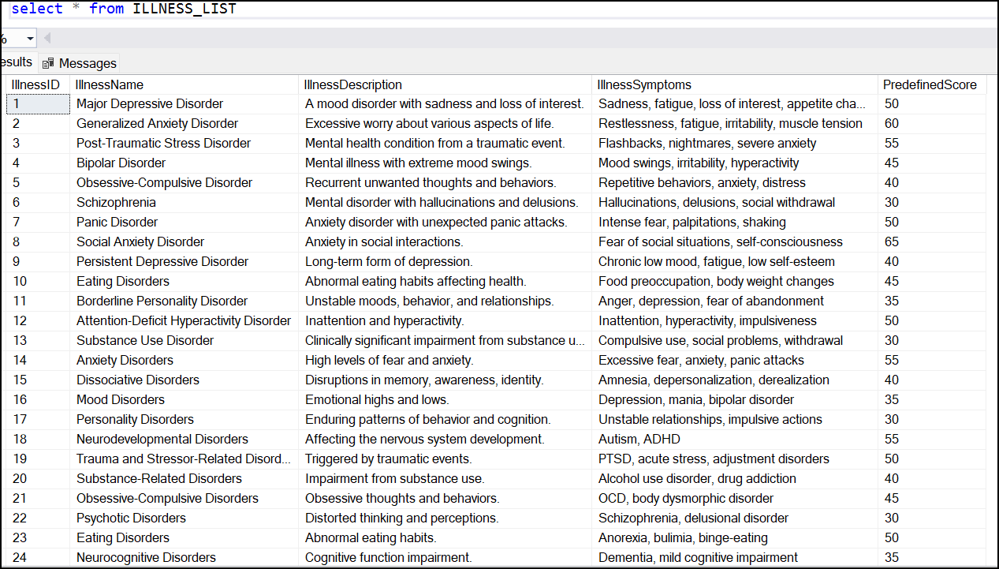 select * from ILLNESS_LIST
%
esults Messages
IllnessID IllnessName IllnessDescription IllnessSymptoms PredefinedScore
1 Major Depressive Disorder A mood disorder with sadness and loss of interest. Sadness, fatigue, loss of interest, appetite cha... 50
2 Generalized Anxiety Disorder Excessive worry about various aspects of life. Restlessness, fatigue, irritability, muscle tension 60
3 Post-Traumatic Stress Disorder Mental health condition from a traumatic event. Flashbacks, nightmares, severe anxiety 55
4 Bipolar Disorder Mental illness with extreme mood swings. Mood swings, irritability, hyperactivity 45
5 Obsessive-Compulsive Disorder Recurrent unwanted thoughts and behaviors. Repetitive behaviors, anxiety, distress 40
6 Schizophrenia Mental disorder with hallucinations and delusions. Hallucinations, delusions, social withdrawal 30
7 Panic Disorder Anxiety disorder with unexpected panic attacks. Intense fear, palpitations, shaking 50
8 Social Anxiety Disorder Anxiety in social interactions. Fear of social situations, self-consciousness 65
9 Persistent Depressive Disorder Long-term form of depression. Chronic low mood, fatigue, low self-esteem 40
10 Eating Disorders Abnormal eating habits affecting health. Food preoccupation, body weight changes 45
11 Borderline Personality Disorder Unstable moods, behavior, and relationships. Anger, depression, fear of abandonment 35
12 Attention-Deficit Hyperactivity Disorder Inattention and hyperactivity. Inattention, hyperactivity, impulsiveness 50
13 Substance Use Disorder Clinically significant impairment from substance u... Compulsive use, social problems, withdrawal 30
14 Anxiety Disorders High levels of fear and anxiety. Excessive fear, anxiety, panic attacks 55
15 Dissociative Disorders Disruptions in memory, awareness, identity. Amnesia, depersonalization, derealization 40
16 Mood Disorders Emotional highs and lows. Depression, mania, bipolar disorder 35
17 Personality Disorders Enduring patterns of behavior and cognition. Unstable relationships, impulsive actions 30
18 Neurodevelopmental Disorders Affecting the nervous system development. Autism, ADHD 55
19 Trauma and Stressor-Related Disord... Triggered by traumatic events. PTSD, acute stress, adjustment disorders 50
20 Substance-Related Disorders Impairment from substance use. Alcohol use disorder, drug addiction 40
21 Obsessive-Compulsive Disorders Obsessive thoughts and behaviors. OCD, body dysmorphic disorder 45
22 Psychotic Disorders Distorted thinking and perceptions. Schizophrenia, delusional disorder 30
23 Eating Disorders Abnormal eating habits. Anorexia, bulimia, binge-eating 50
24 Neurocognitive Disorders Cognitive function impairment. Dementia, mild cognitive impairment 35